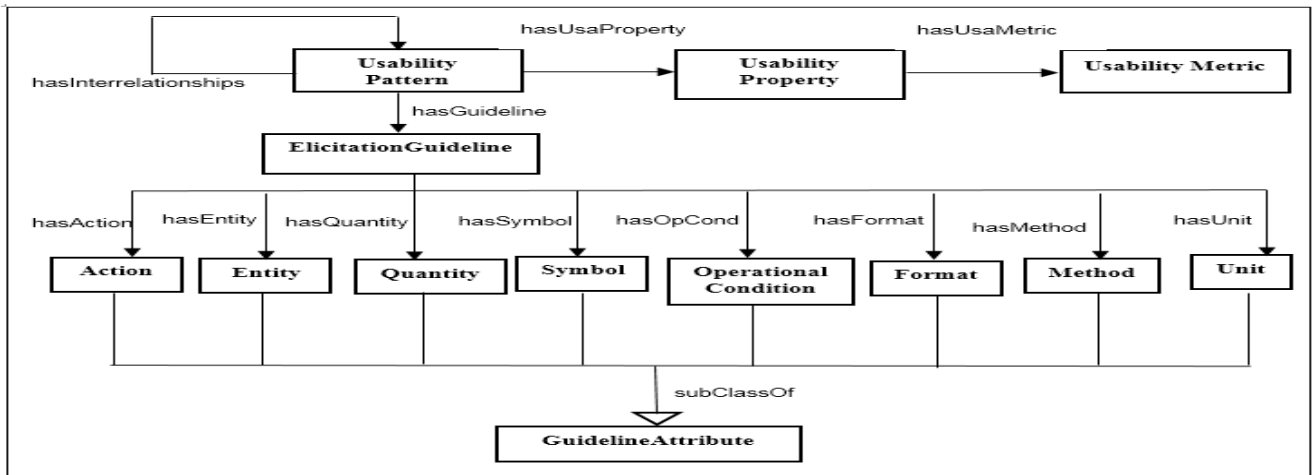 hasUsaProperty
hasUsaMetric
Usability
Pattern
Usability
Property
Usability Metric
hasInterrelationships
hasGuideline
ElicitationGuideline
hasAction
hasEntity
hasQuantity
hasSymbol
hasOpCond
hasFormat
hasMethod
hasUnit
Action
Entity
Quantity
Symbol
Operational
Condition
Format
Method
Unit
subClassOf
GuidelineAttribute